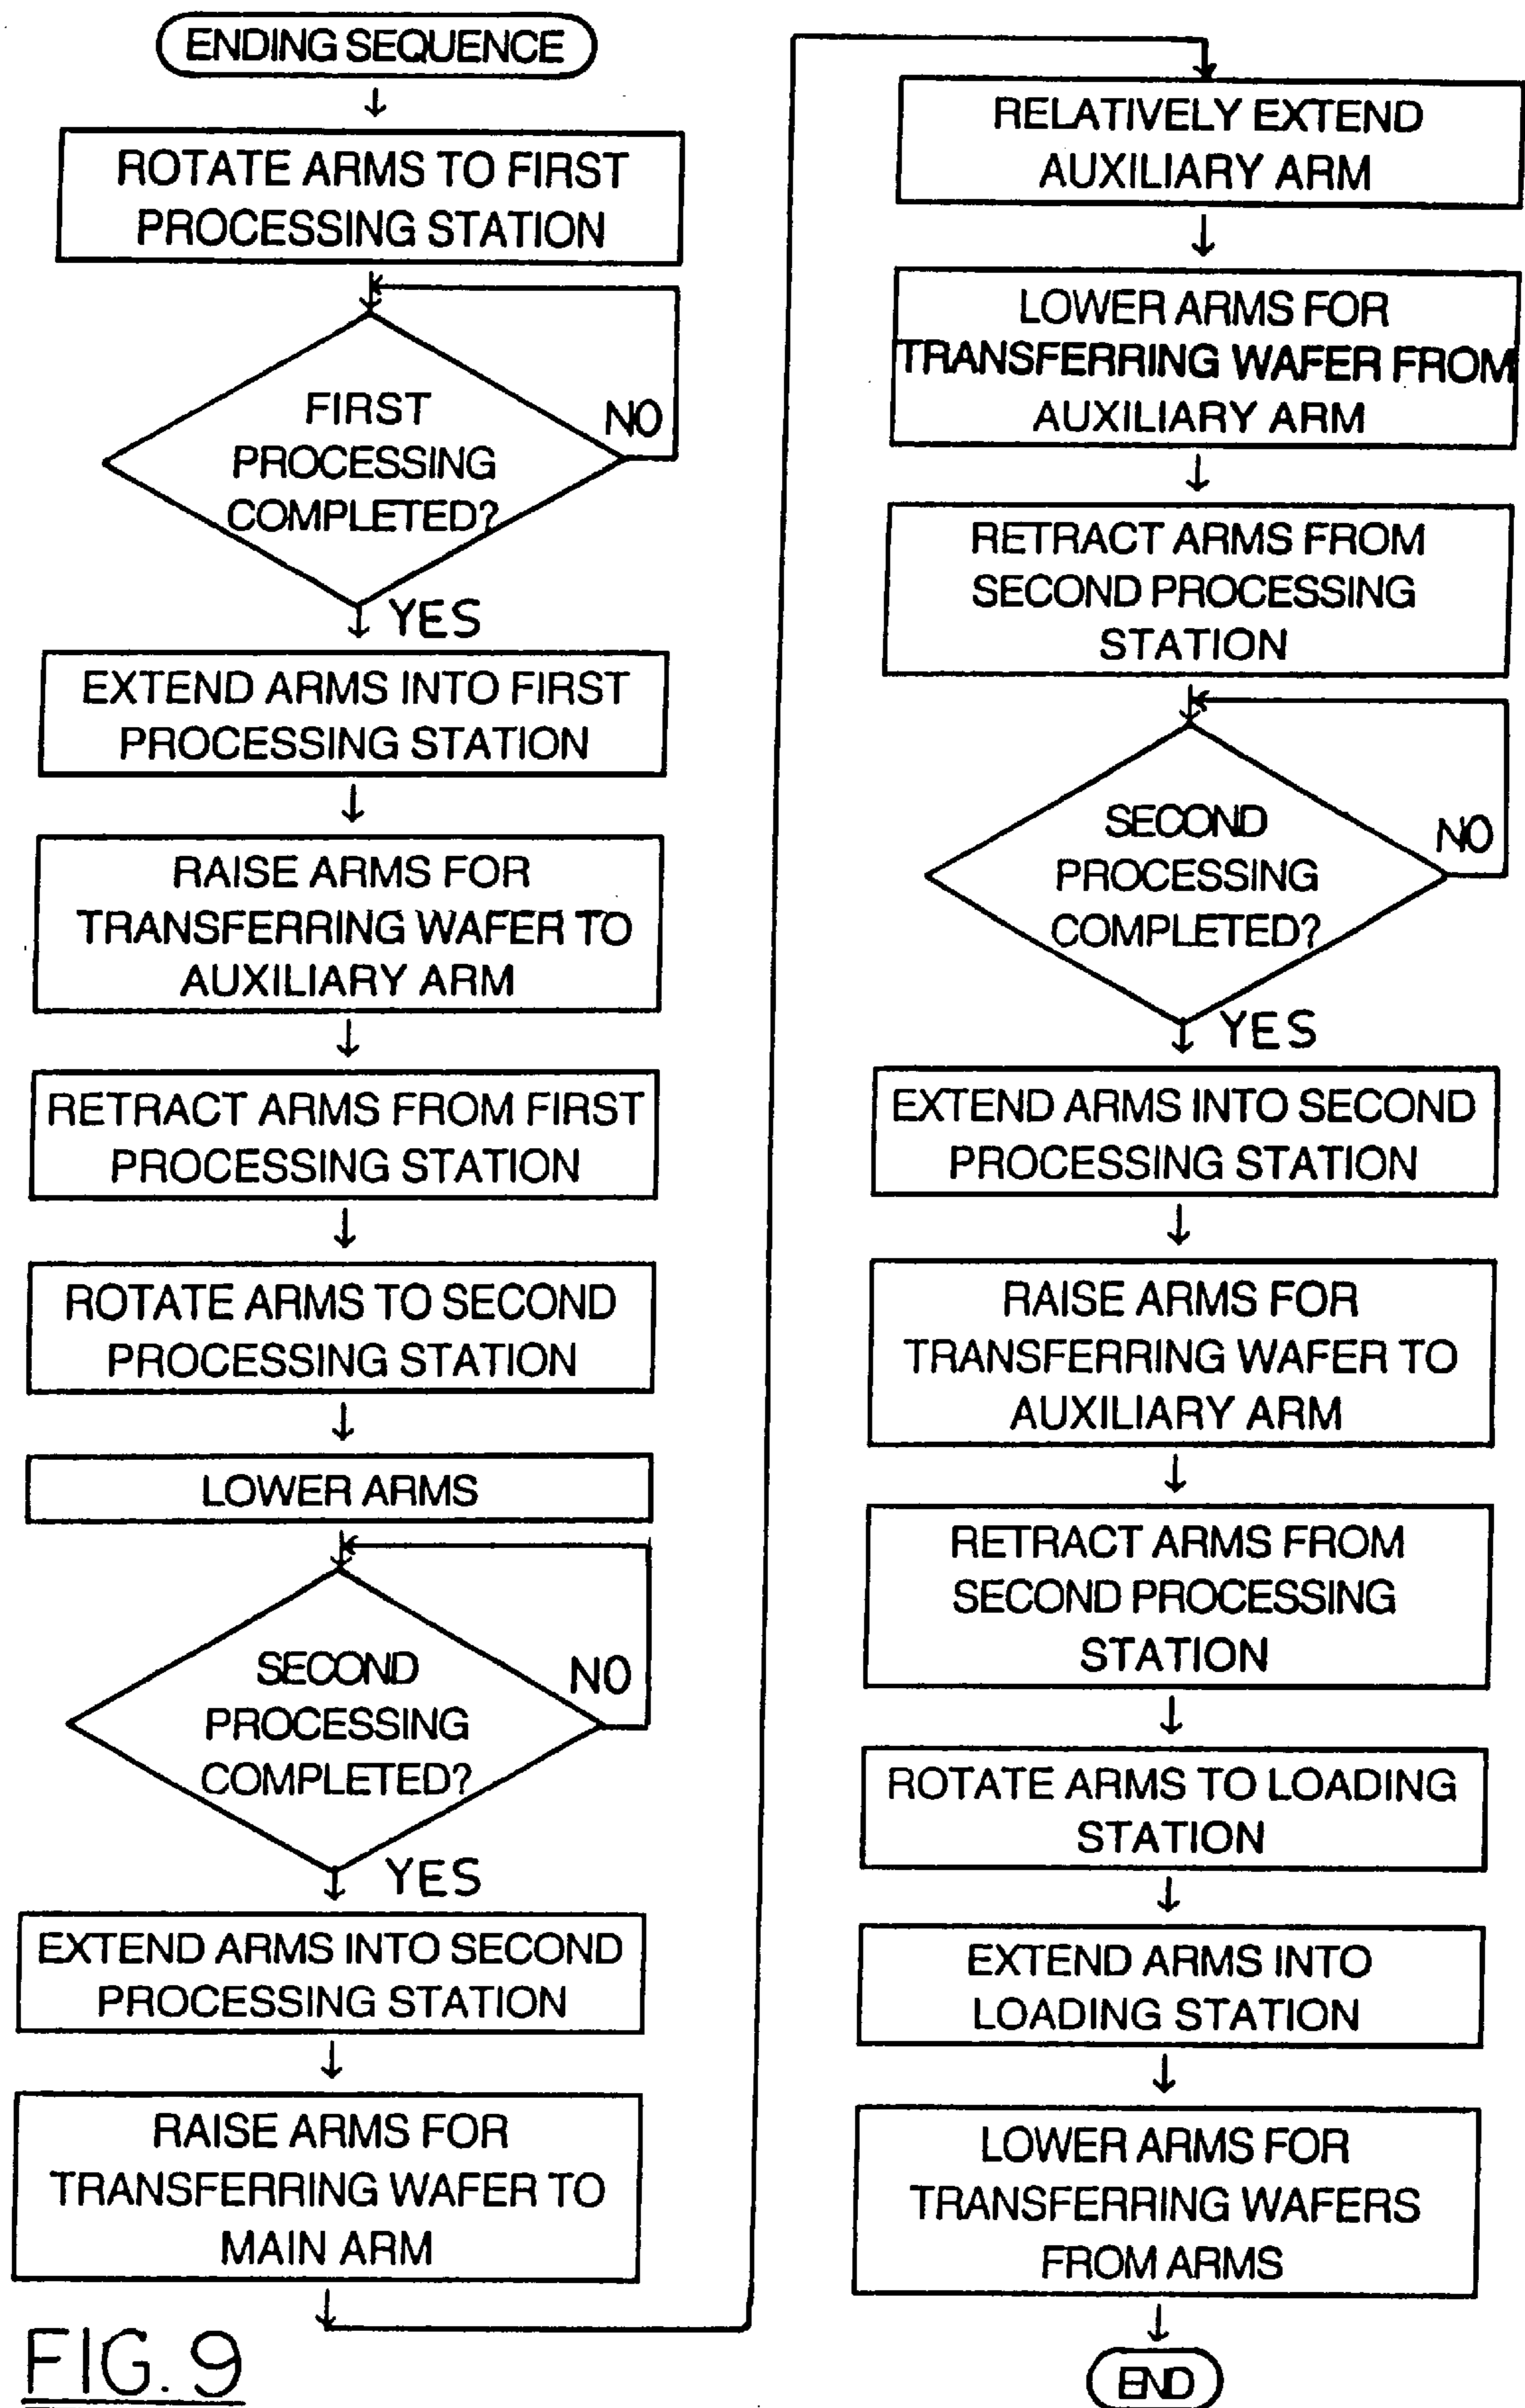 ENDING SEQUENCE
ROTATE ARMS TO FIRST
PROCESSING STATION
FIRST
PROCESSING
COMPLETED?
NO
YES
EXTEND ARMS INTO FIRST
PROCESSING STATION
RAISE ARMS FOR
TRANSFERRING WAFER TO
AUXILIARY ARM
RETRACT ARMS FROM FIRST
PROCESSING STATION
ROTATE ARMS TO SECOND
PROCESSING STATION
LOWER ARMS
SECOND
PROCESSING
COMPLETED?
NO
YES
EXTEND ARMS INTO SECOND
PROCESSING STATION
RAISE ARMS FOR
TRANSFERRING WAFER TO
MAIN ARM
RELATIVELY EXTEND
AUXILIARY ARM
LOWER ARMS FOR
TRANSFERRING WAFER FROM
AUXILIARY ARM
RETRACT ARMS FROM
SECOND PROCESSING
STATION
SECOND
PROCESSING
COMPLETED?
NO
YES
EXTEND ARMS INTO SECOND
PROCESSING STATION
RAISE ARMS FOR
TRANSFERRING WAFER TO
AUXILIARY ARM
RETRACT ARMS FROM
SECOND PROCESSING
STATION
ROTATE ARMS TO LOADING
STATION
EXTEND ARMS INTO
LOADING STATION
LOWER ARMS FOR
TRANSFERRING WAFERS
FROM ARMS
END
FIG. 9